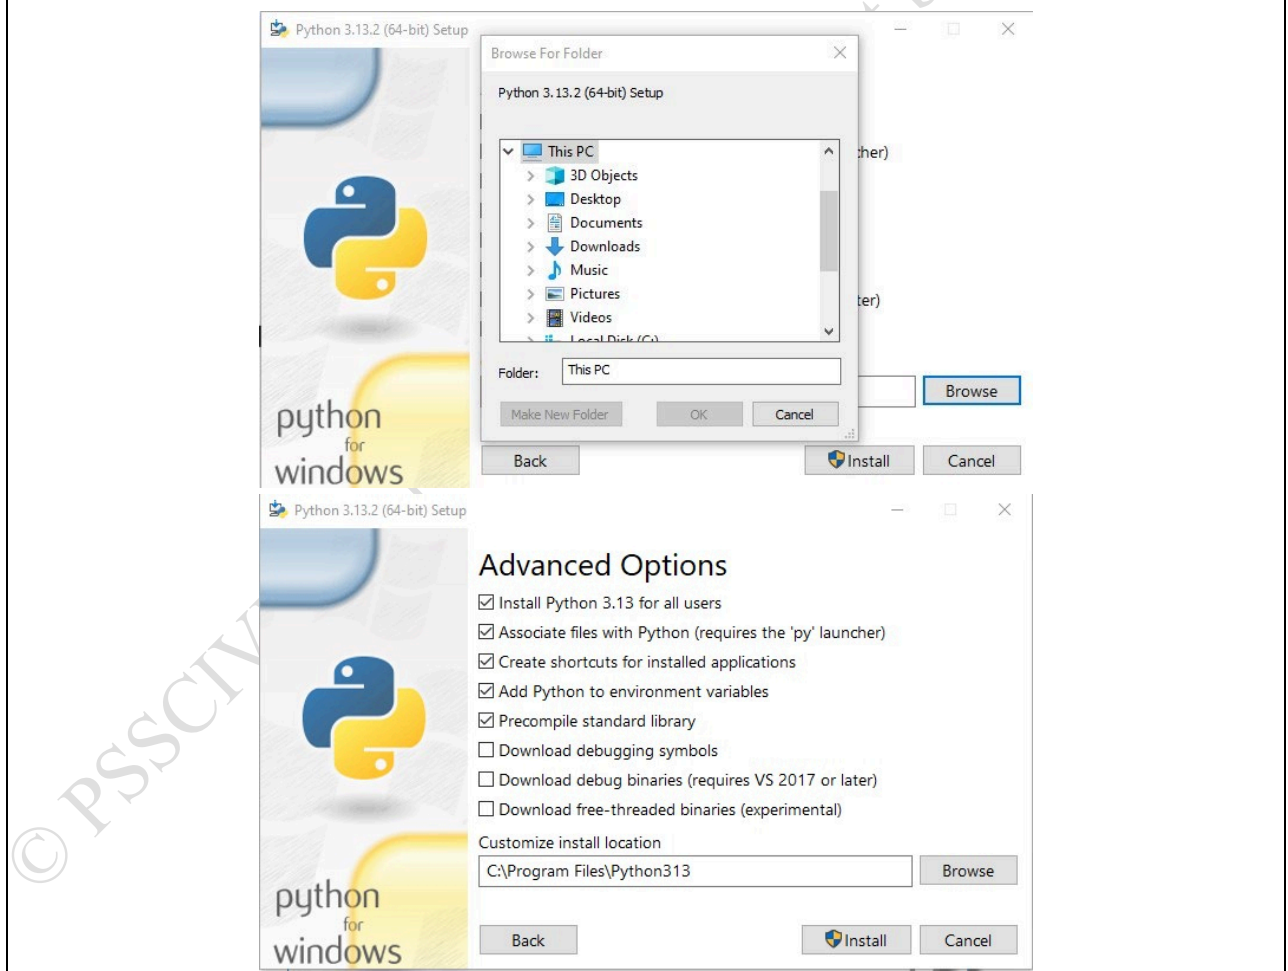 Python 3.13.2 (64-bit) Setup
Browse For Folder
Python 3.13.2 (64-bit) Setup
This PC
3D Objects
Desktop
Documents
Downloads
Music
Pictures
Videos
Local Disk (C:)
cher)
ter)
Folder: This PC
Browse
Make New Folder OK Cancel
Back Install Cancel
python
for
windows
Python 3.13.2 (64-bit) Setup
Advanced Options
Install Python 3.13 for all users
Associate files with Python (requires the 'py' launcher)
Create shortcuts for installed applications
Add Python to environment variables
Precompile standard library
Download debugging symbols
Download debug binaries (requires VS 2017 or later)
Download free-threaded binaries (experimental)
Customize install location
C:\Program Files\Python313 Browse
Back Install Cancel
python
for
windows
© PSSCIV